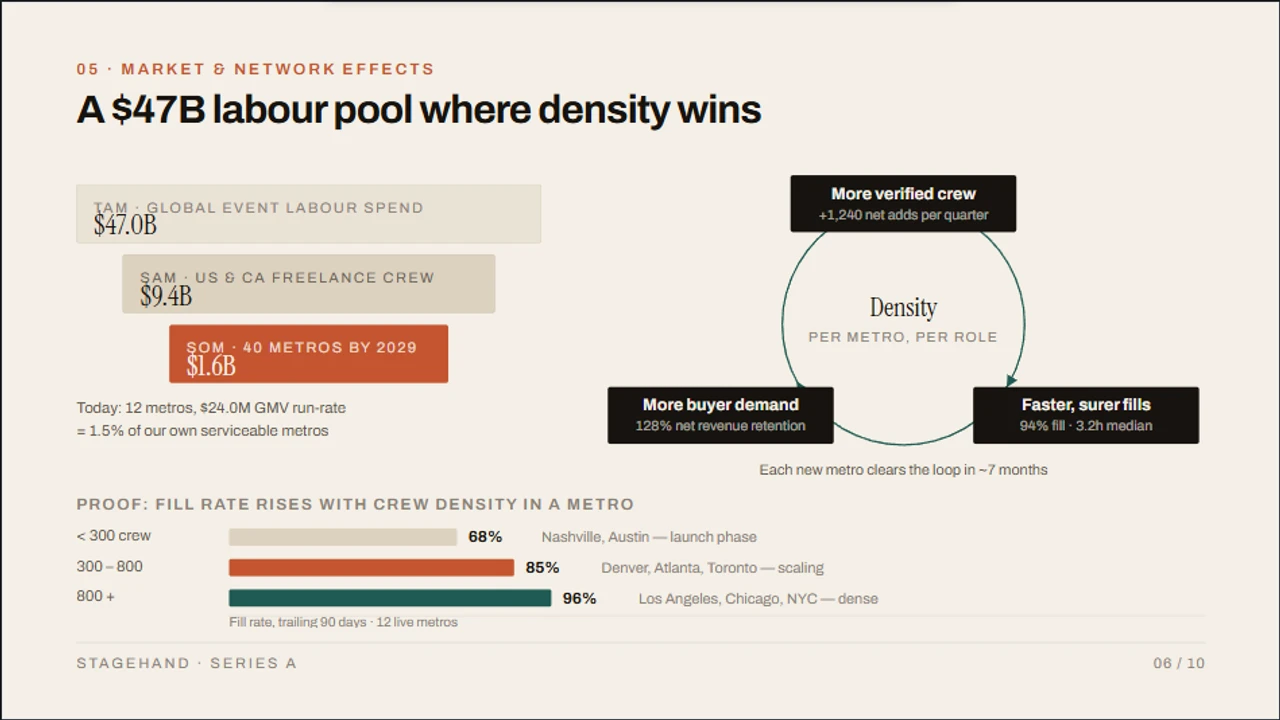 05 · MARKET & NETWORK EFFECTS
A $47B labour pool where density wins
TAM · GLOBAL EVENT LABOUR SPEND
$47.0B
SAM · US & CA FREELANCE CREW
$9.4B
SOM · 40 METROS BY 2029
$1.6B
Today: 12 metros, $24.0M GMV run-rate
= 1.5% of our own serviceable metros
More verified crew
+1,240 net adds per quarter
Density
PER METRO, PER ROLE
More buyer demand
128% net revenue retention
Faster, surer fills
94% fill · 3.2h median
Each new metro clears the loop in ~7 months
PROOF: FILL RATE RISES WITH CREW DENSITY IN A METRO
< 300 crew 68% Nashville, Austin — launch phase
300 – 800 85% Denver, Atlanta, Toronto — scaling
800 + 96% Los Angeles, Chicago, NYC — dense
Fill rate, trailing 90 days · 12 live metros
STAGEHAND · SERIES A
06 / 10